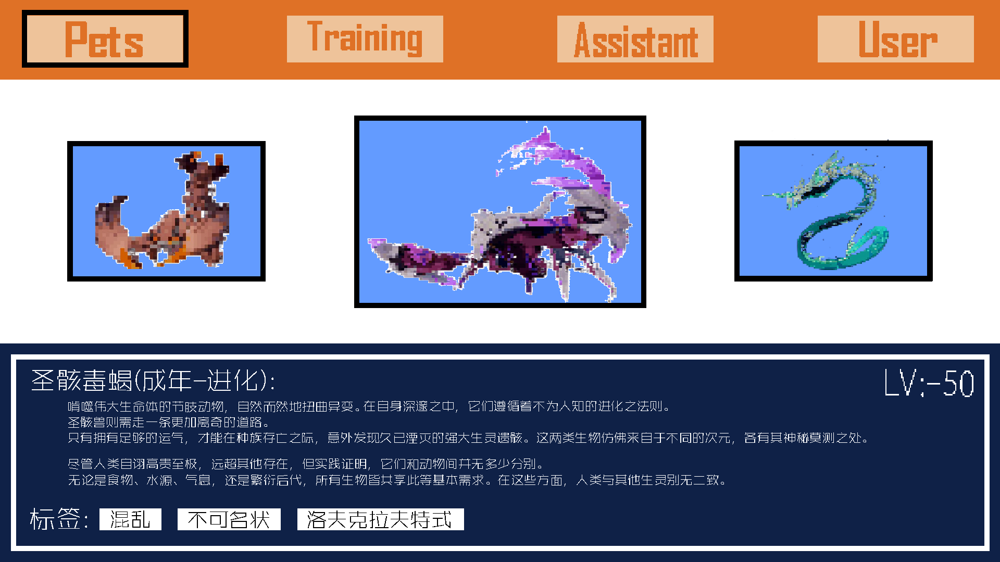 Pets
Training
Assistant
User
圣骸毒蝎(成年-进化):
LV:-50
啃噬伟大生命体的节肢动物，自然而然地扭曲异变。在自身深邃之中，它们遵循着不为人知的进化之法则。
圣骸兽则需走一条更加离奇的道路。
只有拥有足够的运气，才能在种族存亡之际，意外发现久已湮灭的强大生灵遗骸。这两类生物仿佛来自于不同的次元，各有其神秘莫测之处。
尽管人类自诩高贵至极，远超其他存在，但实践证明，它们和动物间并无多少分别。
无论是食物、水源、气息，还是繁衍后代，所有生物皆共享此等基本需求。在这些方面，人类与其他生灵别无二致。
标签:
混乱
不可名状
洛夫克拉夫特式